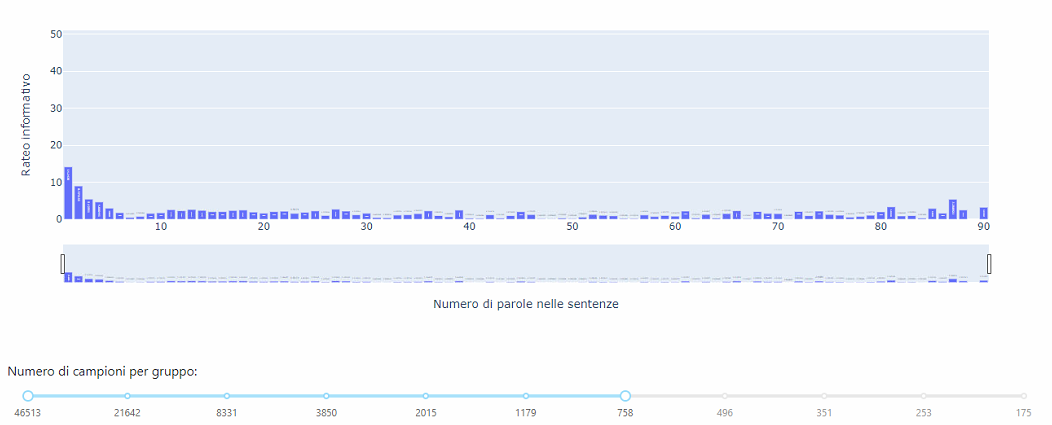 50
40
30
20
10
0
Rateo informativo
10 20 30 40 50 60 70 80 90
Numero di parole nelle sentenze
Numero di campioni per gruppo:
46513 21642 8331 3850 2015 1179 758 496 351 253 175